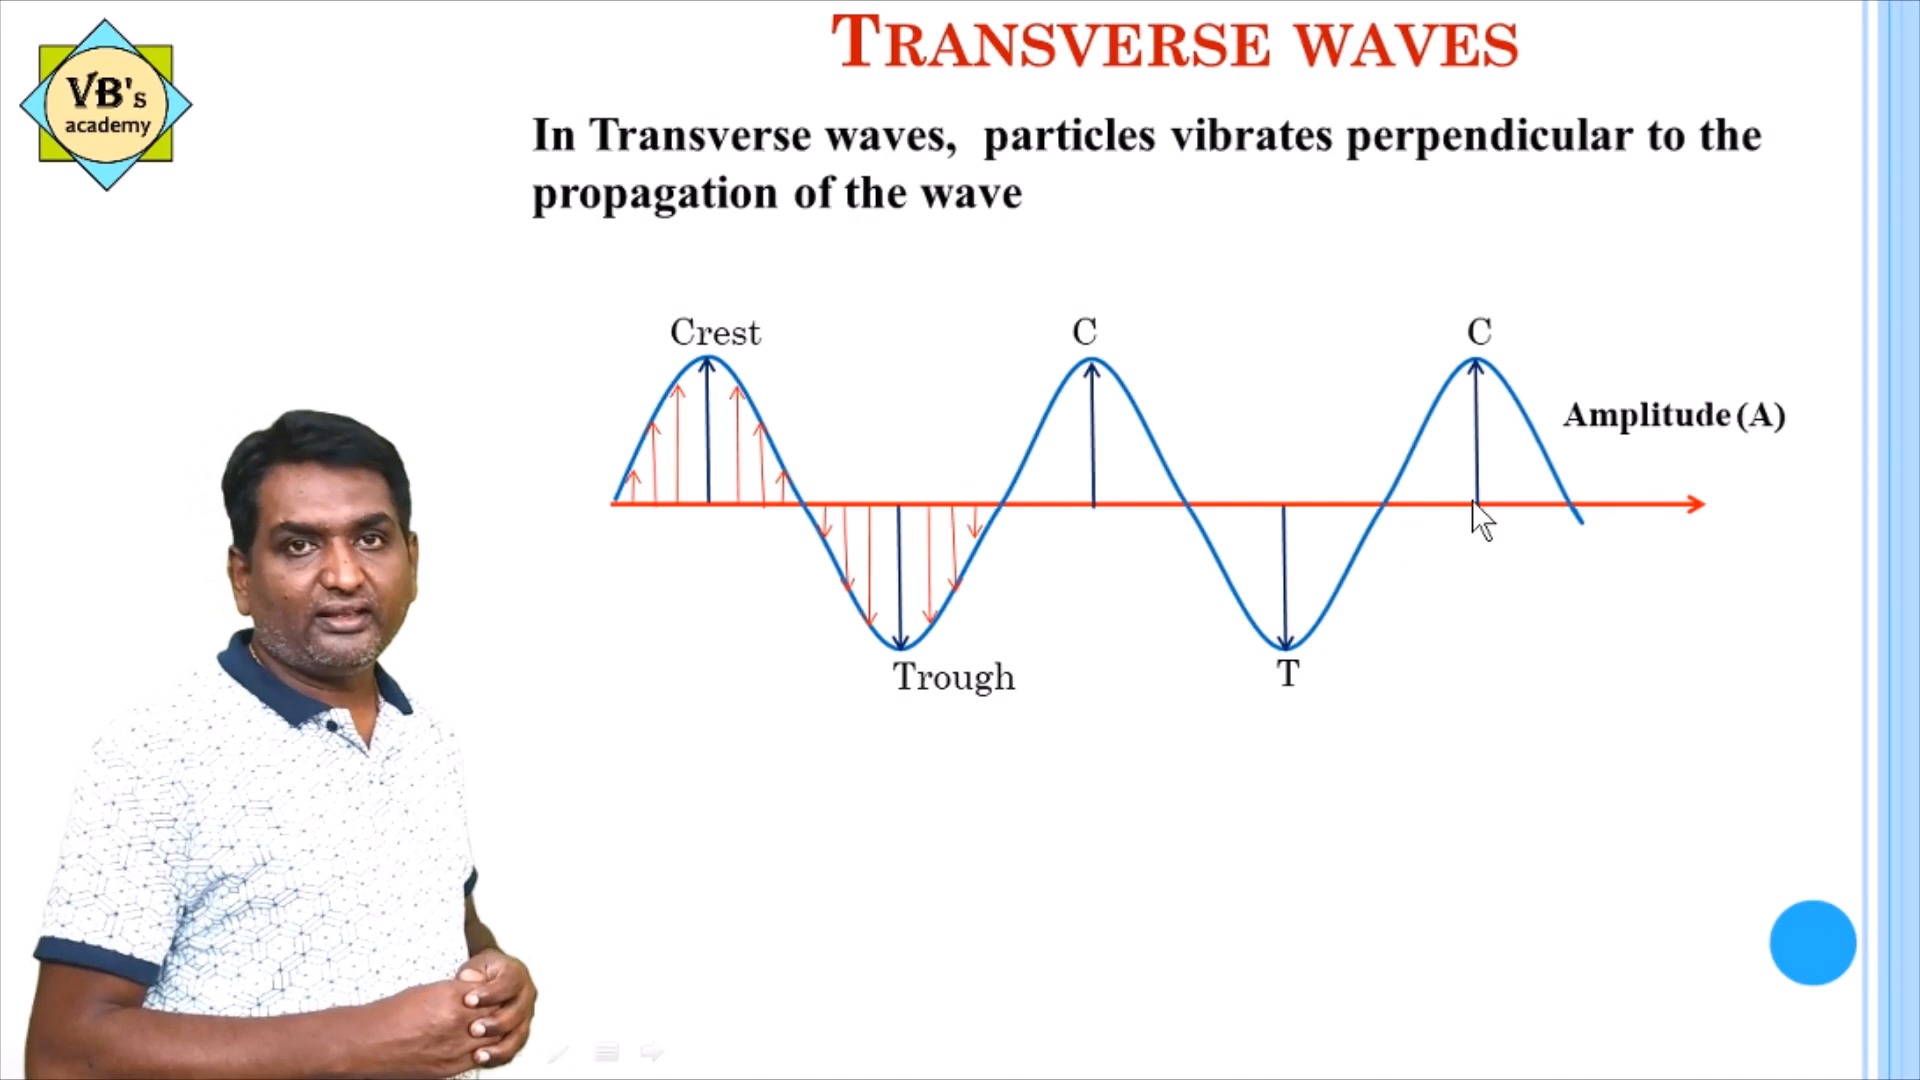 VB's
academy
TRANSVERSE WAVES
In Transverse waves, particles vibrates perpendicular to the
propagation of the wave
Crest
C
C
Amplitude (A)
Trough
T